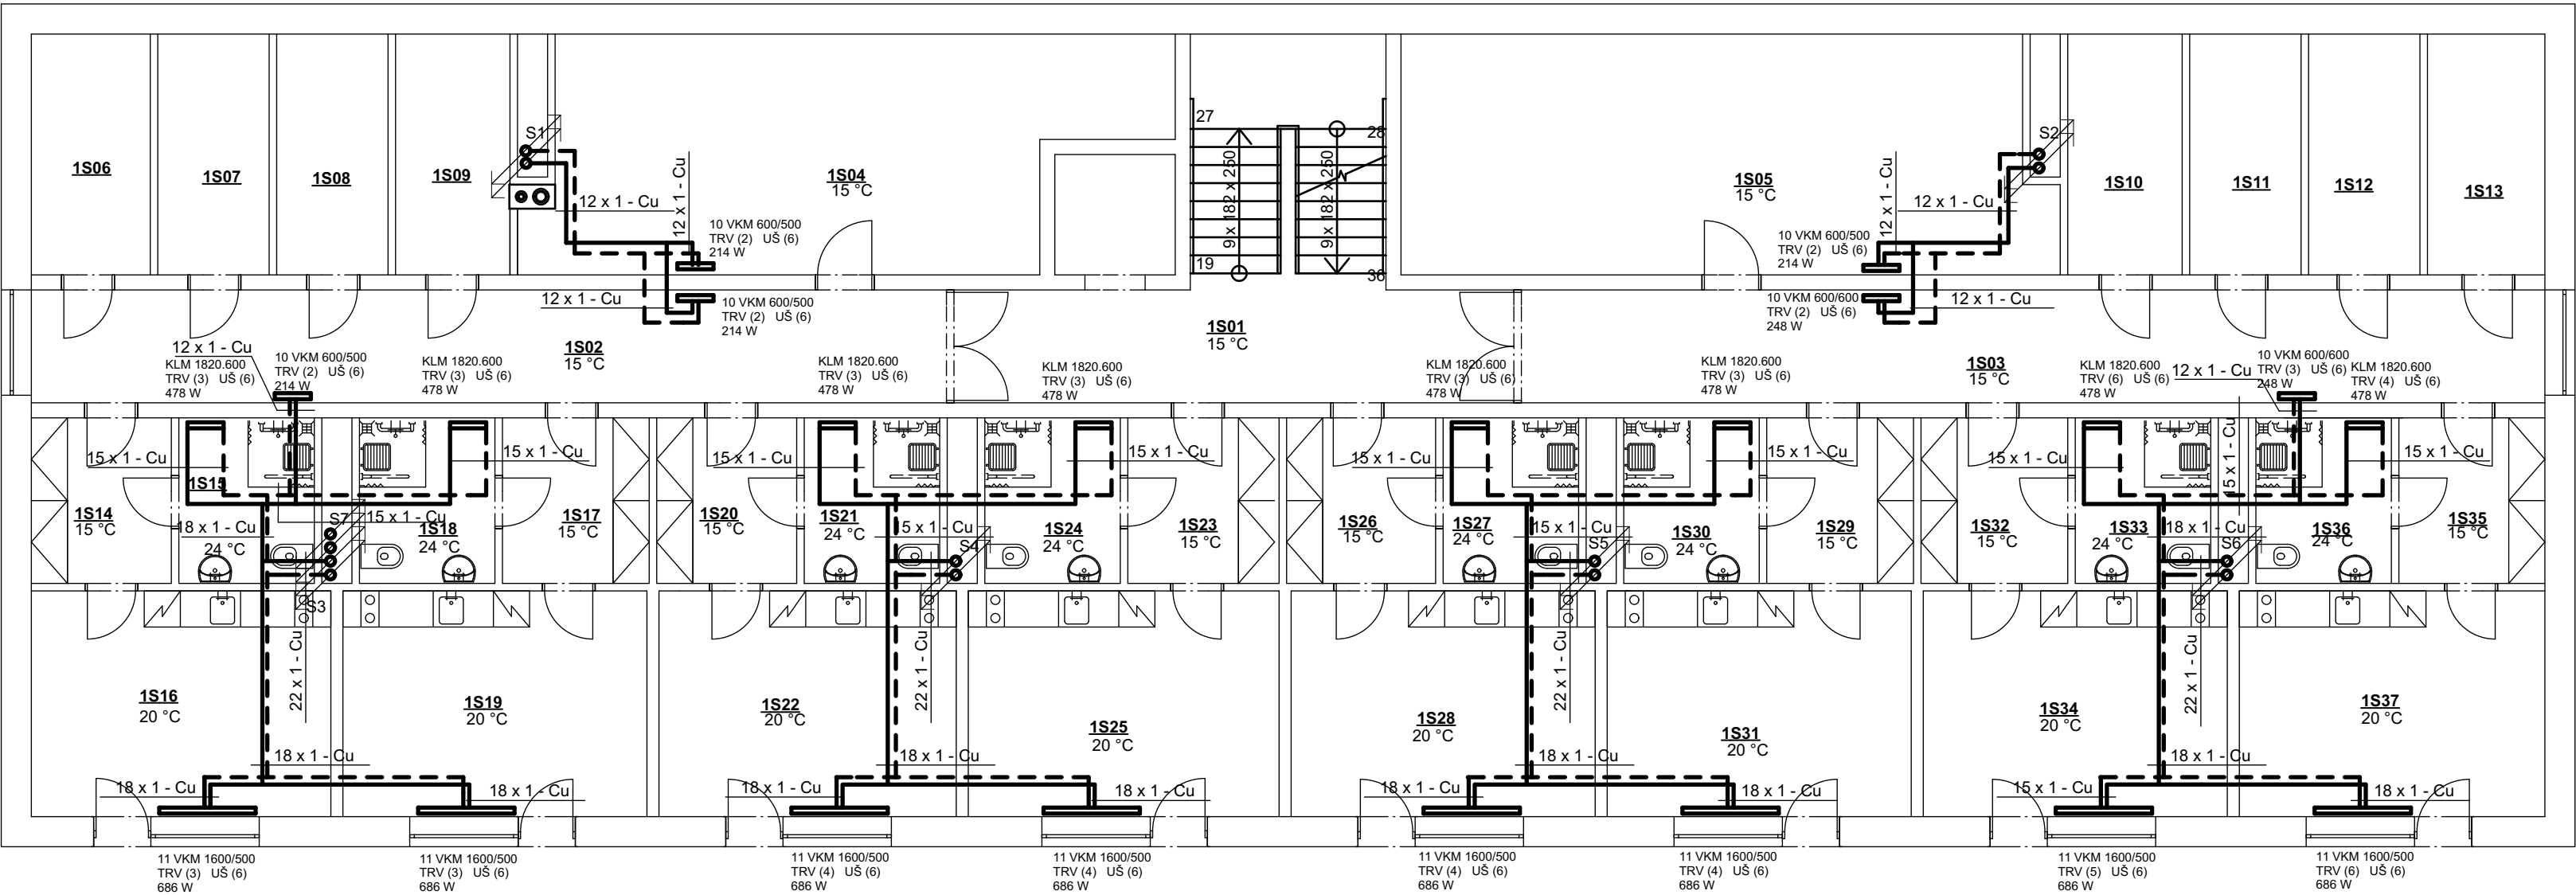 27
28
S1
S2
1S06
1S07
1S08
1S09
1S04
15 °C
1S05
15 °C
1S10
1S11
1S12
1S13
12 x 1 - Cu
12 x 1 - Cu
9 x 182 x 250
9 x 182 x 250
12 x 1 - Cu
12 x 1 - Cu
10 VKM 600/500
TRV (2) UŠ (6)
214 W
10 VKM 600/500
TRV (2) UŠ (6)
214 W
19
36
12 x 1 - Cu
10 VKM 600/500
TRV (2) UŠ (6)
214 W
10 VKM 600/600
TRV (2) UŠ (6)
248 W
12 x 1 - Cu
1S01
15 °C
1S02
15 °C
1S03
15 °C
12 x 1 - Cu
KLM 1820.600
TRV (3) UŠ (6)
478 W
10 VKM 600/500
TRV (2) UŠ (6)
214 W
KLM 1820.600
TRV (3) UŠ (6)
478 W
KLM 1820.600
TRV (3) UŠ (6)
478 W
KLM 1820.600
TRV (3) UŠ (6)
478 W
KLM 1820.600
TRV (3) UŠ (6)
478 W
KLM 1820.600
TRV (3) UŠ (6)
478 W
KLM 1820.600
TRV (6) UŠ (6)
478 W
12 x 1 - Cu
10 VKM 600/600
TRV (3) UŠ (6)
248 W
KLM 1820.600
TRV (4) UŠ (6)
478 W
15 x 1 - Cu
15 x 1 - Cu
15 x 1 - Cu
15 x 1 - Cu
15 x 1 - Cu
15 x 1 - Cu
15 x 1 - Cu
15 x 1 - Cu
15 x 1 - Cu
1S14
15 °C
1S15
24 °C
18 x 1 - Cu
S7
15 x 1 - Cu
1S18
24 °C
1S17
15 °C
1S20
15 °C
1S21
24 °C
15 x 1 - Cu
S4
1S24
24 °C
1S23
15 °C
1S26
15 °C
1S27
24 °C
15 x 1 - Cu
S5
1S30
24 °C
1S29
15 °C
1S32
15 °C
1S33
24 °C
18 x 1 - Cu
S6
1S36
24 °C
1S35
15 °C
S3
22 x 1 - Cu
22 x 1 - Cu
22 x 1 - Cu
22 x 1 - Cu
1S16
20 °C
1S19
20 °C
1S22
20 °C
1S25
20 °C
1S28
20 °C
1S31
20 °C
1S34
20 °C
1S37
20 °C
18 x 1 - Cu
18 x 1 - Cu
18 x 1 - Cu
18 x 1 - Cu
18 x 1 - Cu
18 x 1 - Cu
18 x 1 - Cu
18 x 1 - Cu
18 x 1 - Cu
18 x 1 - Cu
15 x 1 - Cu
18 x 1 - Cu
11 VKM 1600/500
TRV (3) UŠ (6)
686 W
11 VKM 1600/500
TRV (3) UŠ (6)
686 W
11 VKM 1600/500
TRV (4) UŠ (6)
686 W
11 VKM 1600/500
TRV (4) UŠ (6)
686 W
11 VKM 1600/500
TRV (4) UŠ (6)
686 W
11 VKM 1600/500
TRV (4) UŠ (6)
686 W
11 VKM 1600/500
TRV (5) UŠ (6)
686 W
11 VKM 1600/500
TRV (6) UŠ (6)
686 W